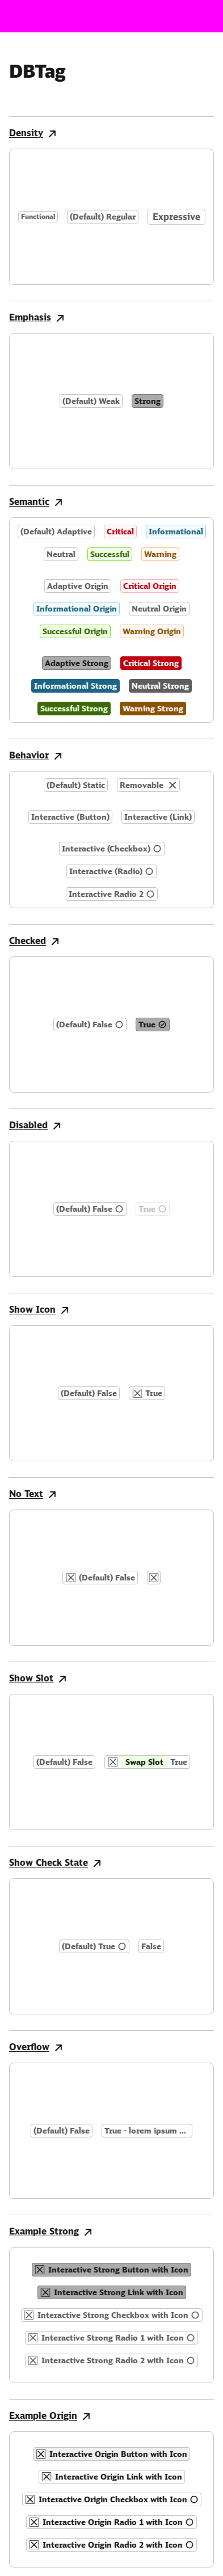 DBTag
Density
Functional (Default) Regular Expressive
Emphasis
(Default) Weak Strong
Semantic
(Default) Adaptive Critical Informational
Neutral Successful Warning
Adaptive Origin Critical Origin
Informational Origin Neutral Origin
Successful Origin Warning Origin
Adaptive Strong Critical Strong
Informational Strong Neutral Strong
Successful Strong Warning Strong
Behavior
(Default) Static Removable
Interactive (Button) Interactive (Link)
Interactive (Checkbox)
Interactive (Radio)
Interactive Radio 2
Checked
(Default) False True
Disabled
(Default) False True
Show Icon
(Default) False True
No Text
(Default) False
Show Slot
(Default) False Swap Slot True
Show Check State
(Default) True False
Overflow
(Default) False True - lorem ipsum ...
Example Strong
Interactive Strong Button with Icon
Interactive Strong Link with Icon
Interactive Strong Checkbox with Icon
Interactive Strong Radio 1 with Icon
Interactive Strong Radio 2 with Icon
Example Origin
Interactive Origin Button with Icon
Interactive Origin Link with Icon
Interactive Origin Checkbox with Icon
Interactive Origin Radio 1 with Icon
Interactive Origin Radio 2 with Icon